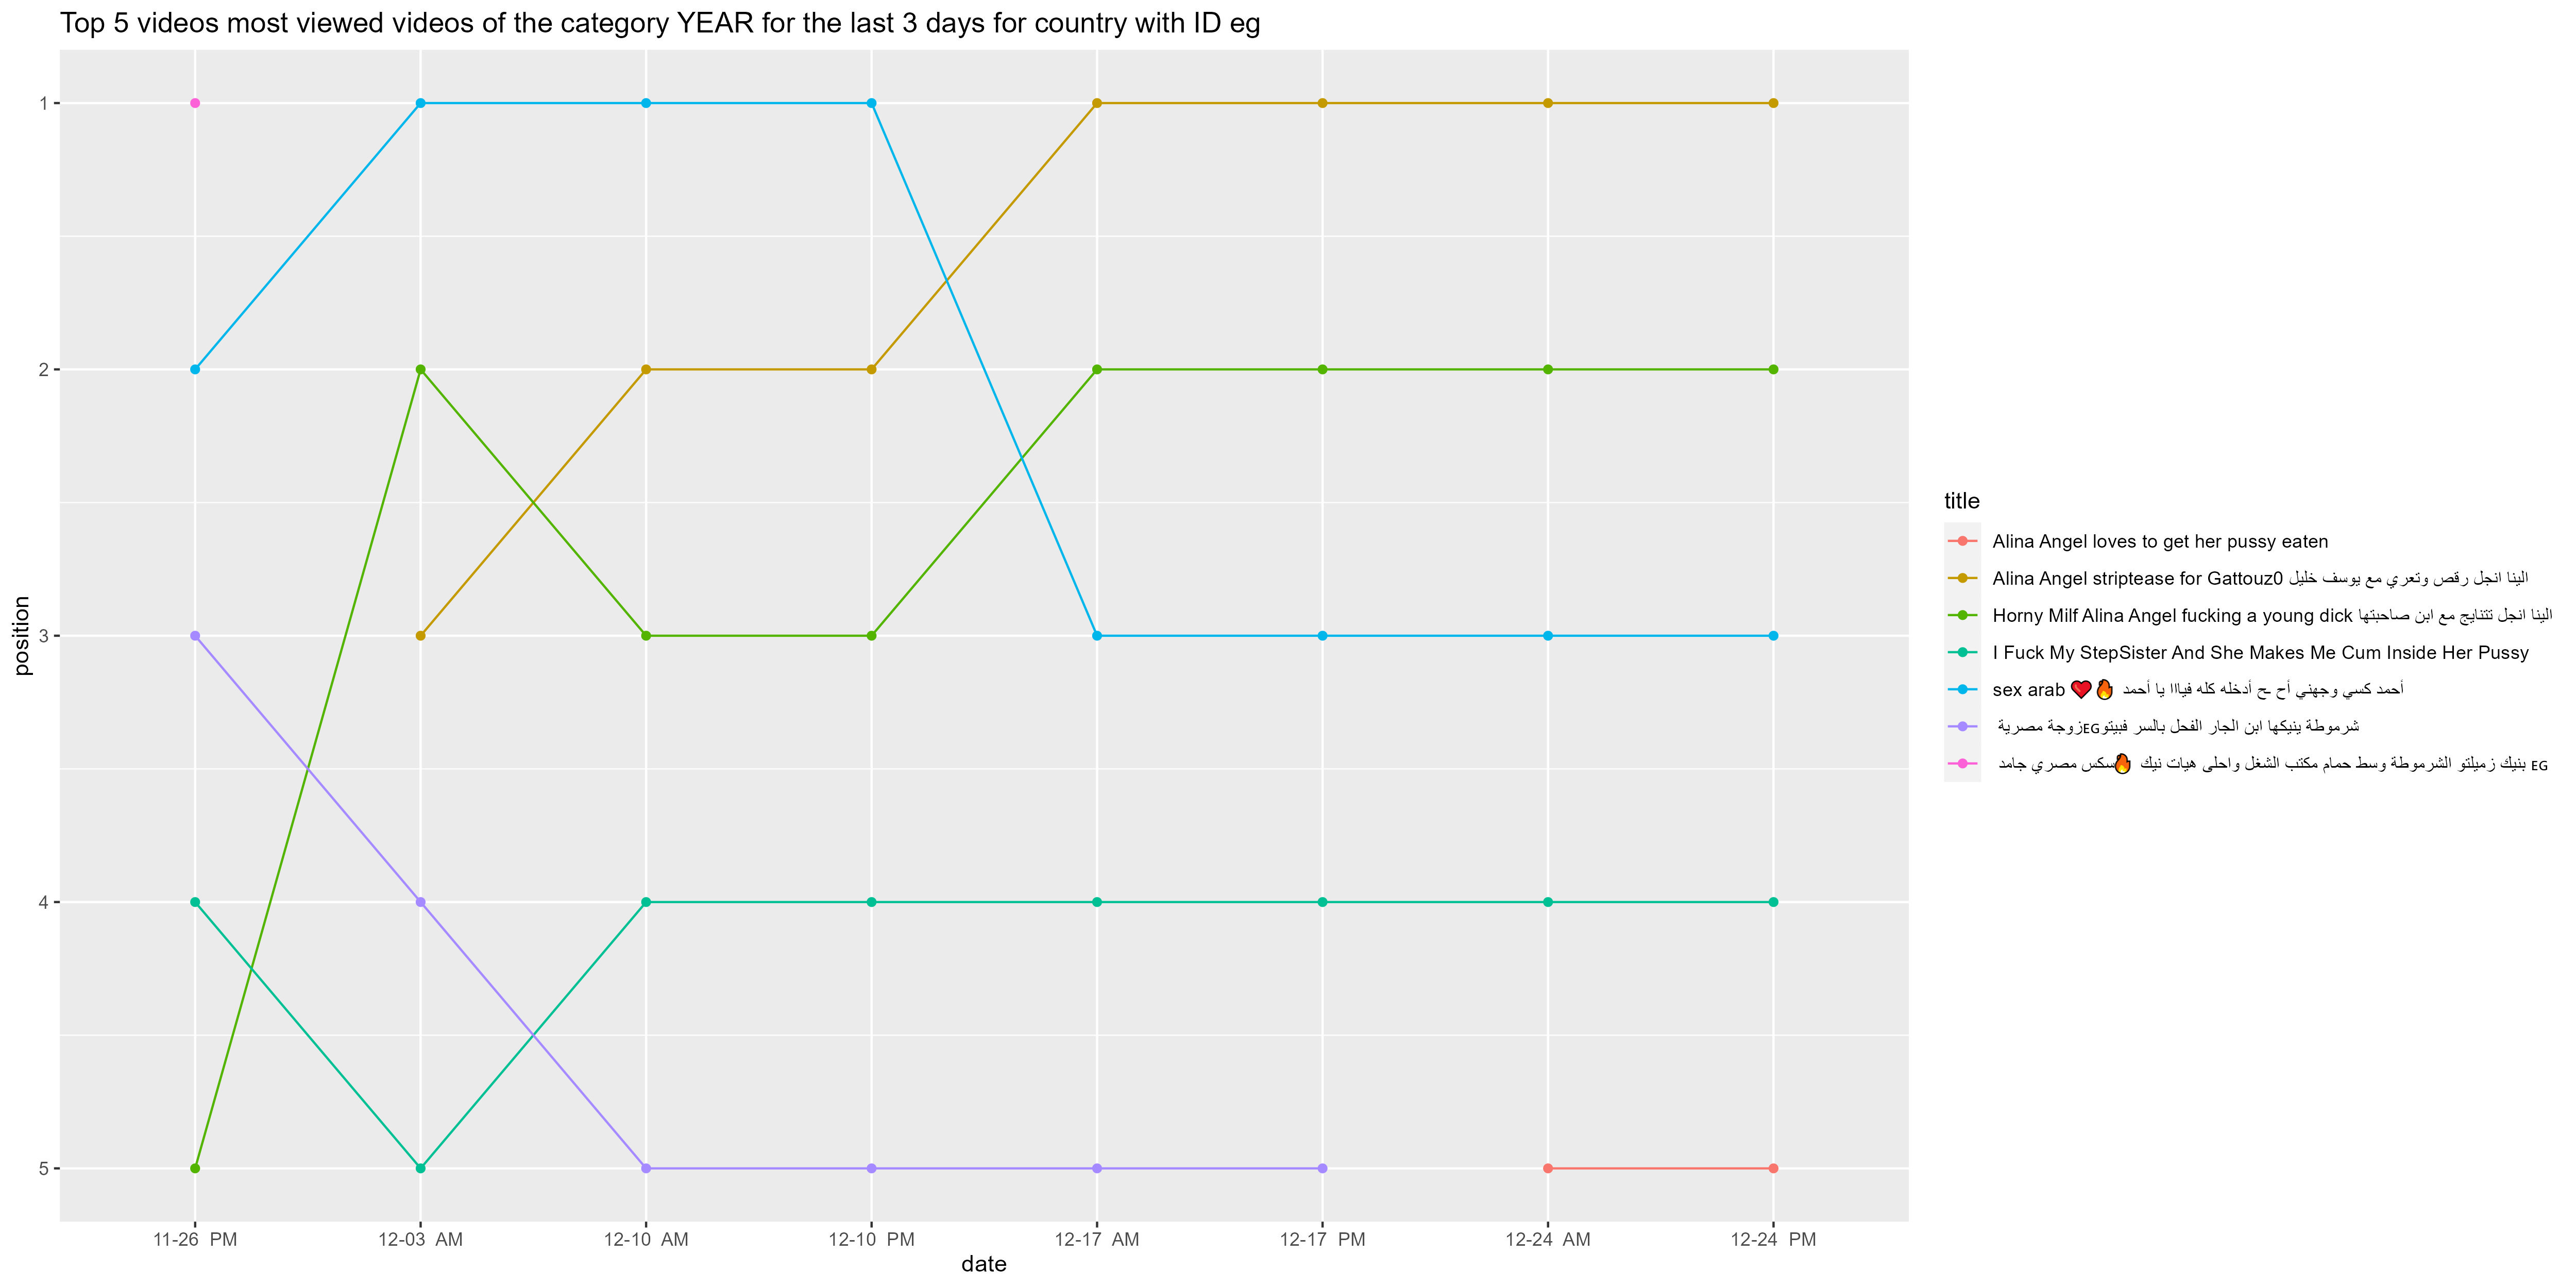 Top 5 videos most viewed videos of the category YEAR for the last 3 days for country with ID eg
position
1
2
3
4
5
11-26 PM
12-03 AM
12-10 AM
12-10 PM
12-17 AM
12-17 PM
12-24 AM
12-24 PM
date
title
Alina Angel loves to get her pussy eaten
Alina Angel striptease for Gattouz0 الينا انجل رقص وتعري مع يوسف خليل
Horny Milf Alina Angel fucking a young dick الينا انجل تتنايج مع ابن صاحبتها
I Fuck My StepSister And She Makes Me Cum Inside Her Pussy
sex arab ❤️🔥 أحمد كسي وجهني أح ـح أدخله كله فيااا يا أحمد
زوجة مصرية ᴇɢ شرموطة ينيكها ابن الجار الفحل بالسر فبيتو
سكس مصري جامد 🔥 بنيك زميلتو الشرموطة وسط حمام مكتب الشغل واحلى هيات نيك ᴇɢ